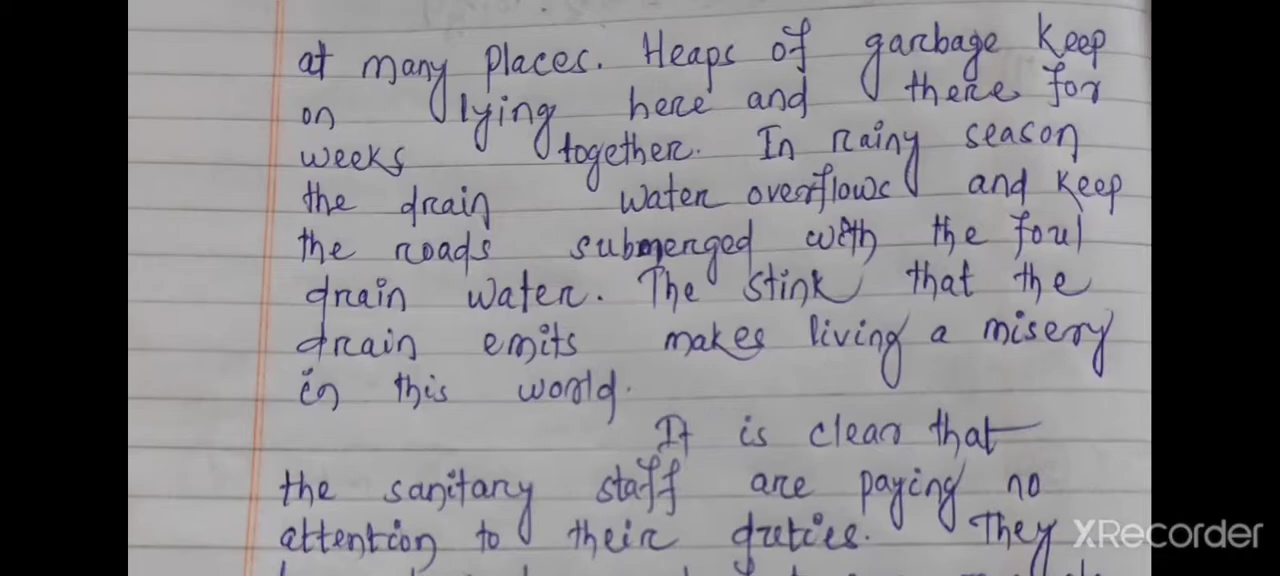 at many places. Heaps of garbage keep
on lying here and there for
weeks together. In rainy season
the drain water overflows and keep
the roads submerged with the foul
drain water. The stink that the
drain emits makes living a misery
in this world.
It is clear that
the sanitary staff are paying no
attention to their duties. They
XRecorder